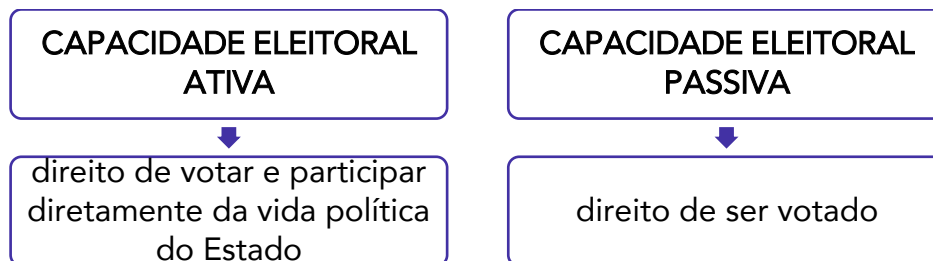 CAPACIDADE ELEITORAL
ATIVA
direito de votar e participar
diretamente da vida política
do Estado
CAPACIDADE ELEITORAL
PASSIVA
direito de ser votado